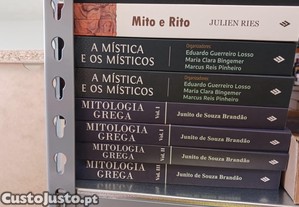 Mito e Rito JULIEN RIES
A MÍSTICA
E OS MÍSTICOS
Organizadores
Eduardo Guerreiro Losso
Maria Clara Bingemer
Marcus Reis Pinheiro
A MÍSTICA
E OS MÍSTICOS
Organizadores
Eduardo Guerreiro Losso
Maria Clara Bingemer
Marcus Reis Pinheiro
MITOLOGIA
GREGA
Vol. I
Junito de Souza Brandão
MITOLOGIA
GREGA
Vol. I
Junito de Souza Brandão
MITOLOGIA
GREGA
Vol. II
Junito de Souza Brandão
MITOLOGIA
GREGA
Vol. III
Junito de Souza Brandão
CustoJusto.pt